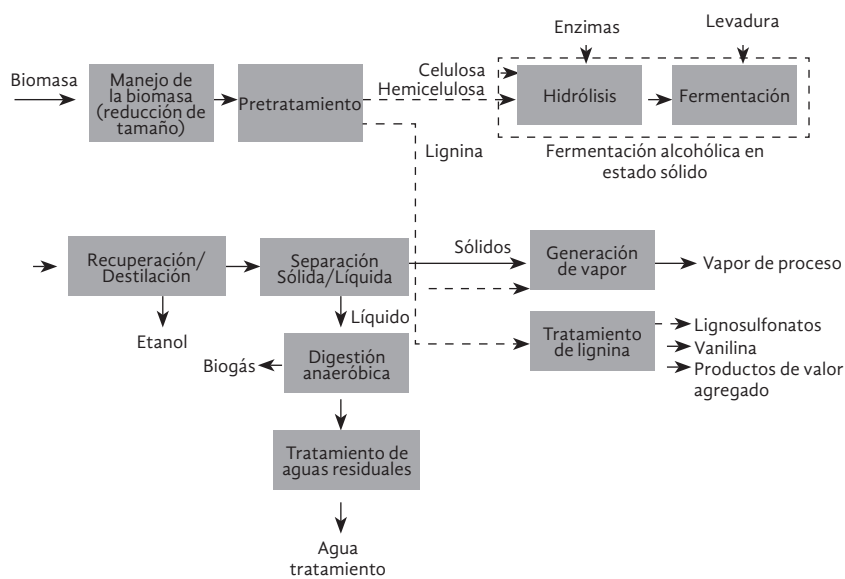 Enzimas
Levadura
Biomasa
Manejo de
la biomasa
(reducción de
tamaño)
Pretratamiento
Celulosa
Hemicelulosa
Hidrólisis
Fermentación
Lignina
Fermentación alcohólica en
estado sólido
Recuperación/
Destilación
Separación
Sólida/Líquida
Sólidos
Generación
de vapor
Vapor de proceso
Etanol
Líquido
Biogás
Digestión
anaeróbica
Tratamiento
de lignina
Lignosulfonatos
Vanilina
Productos de valor
agregado
Tratamiento de
aguas residuales
Agua
tratamiento